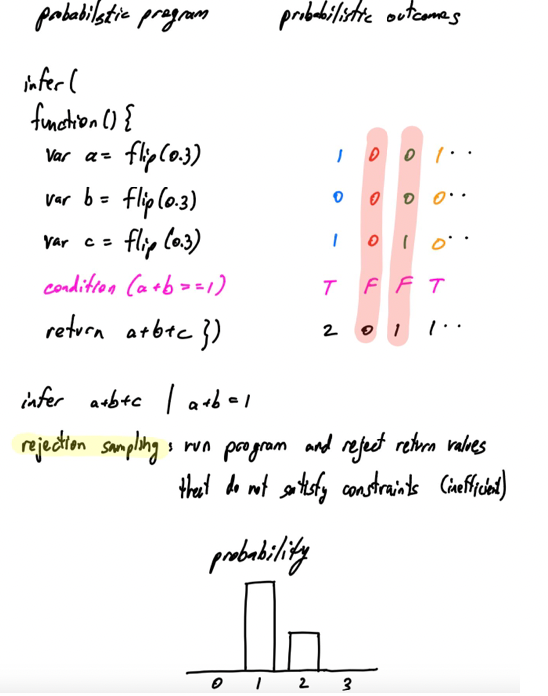 probabilstic program probabilistic outcomes
infer (
function () {
var a = flip(0.3) 1 0 0 1 · ·
var b = flip(0.3) 0 0 0 0 · ·
var c = flip(0.3) 1 0 1 0 · ·
condition (a+b ==1) T F F T
return a+b+c }) 2 0 1 1 · ·
infer a+b+c | a+b = 1
rejection sampling : run program and reject return values
that do not satisfy constraints (inefficient)
probability
0 1 2 3